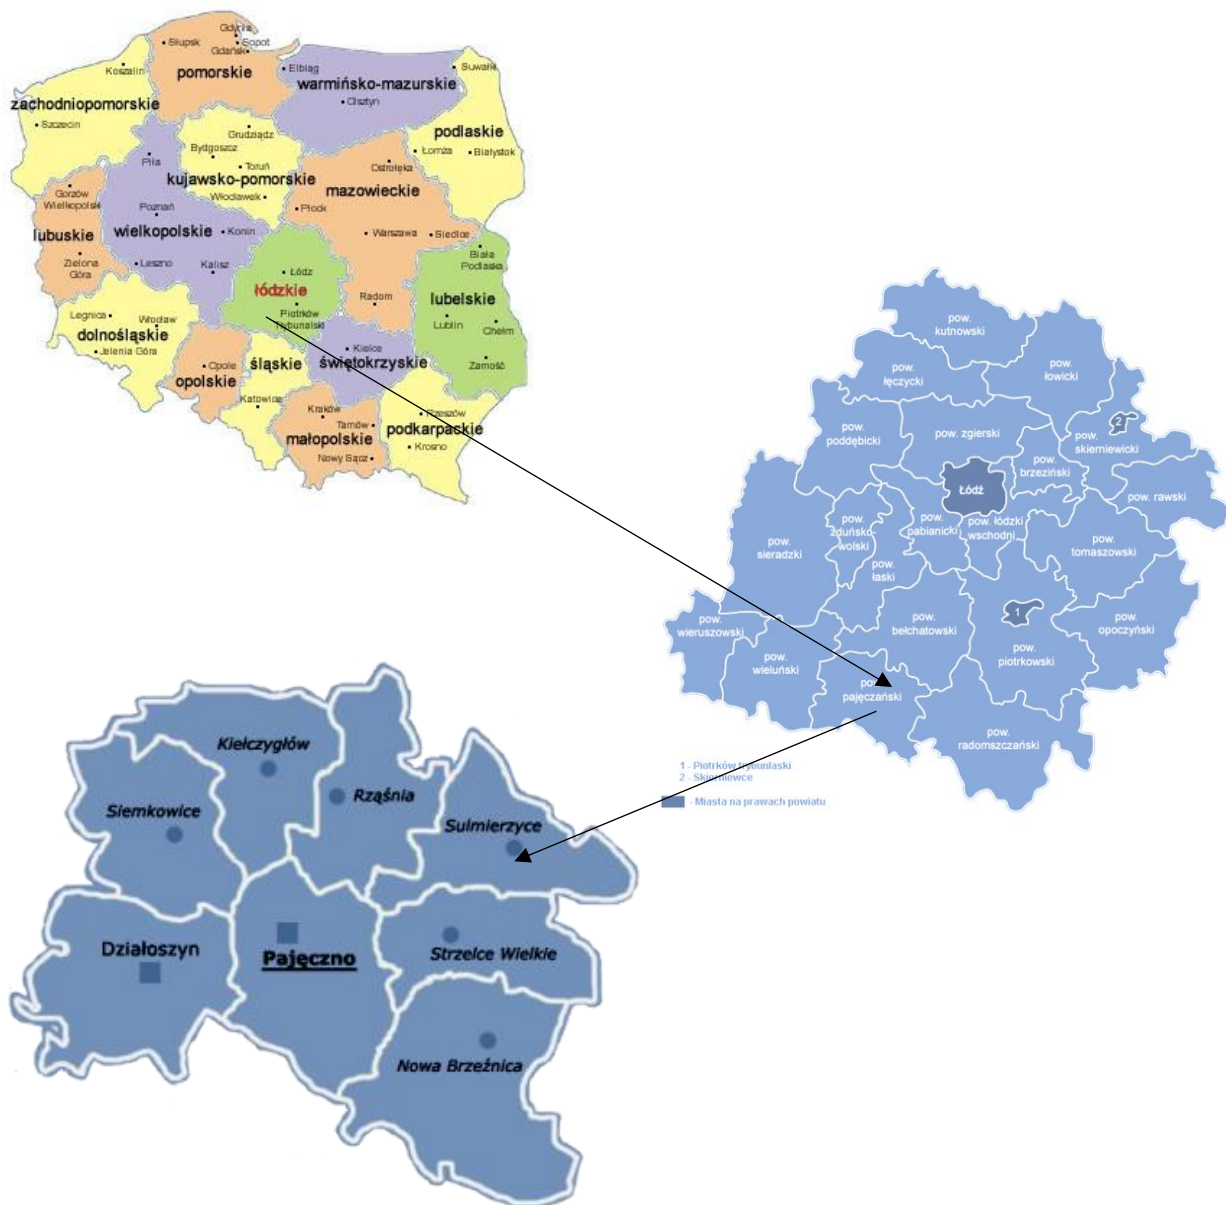 Gdynia
Słupsk
Sopot
Gdańsk
Koszalin
pomorskie
Elbląg
Suwałki
warmińsko-mazurskie
zachodniopomorskie
Olsztyn
Szczecin
Grudziądz
podlaskie
Bydgoszcz
Łomża
Białystok
Piła
Toruń
Ostrołęka
kujawsko-pomorskie
mazowieckie
Gorzów
Wielkopolski
Włocławek
Poznań
Płock
lubuskie
wielkopolskie
Konin
Warszawa
Siedlce
Zielona
Góra
Leszno
Kalisz
Łódź
Biała
Podlaska
łódzkie
Radom
lubelskie
Legnica
Wrocław
Piotrków
Trybunalski
Lublin
Chełm
dolnośląskie
Jelenia Góra
Kielce
śląskie
świętokrzyskie
Opole
Zamość
opolskie
Katowice
Kraków
Rzeszów
Tarnów
podkarpackie
małopolskie
Krosno
Nowy Sącz
pow.
kutnowski
pow.
łęczycki
pow.
łowicki
pow.
poddębicki
pow. zgierski
2
pow.
skierniewicki
pow.
brzeziński
Łódź
pow. rawski
pow.
sieradzki
pow.
zduńsko-
wolski
pow.
pabianicki
pow. łódzki
wschodni
pow.
tomaszowski
pow.
łaski
1
pow.
wieruszowski
pow.
bełchatowski
pow.
opoczyński
pow.
wieluński
pow.
piotrkowski
pow.
pajęczański
pow.
radomszczański
1 - Piotrków trybunlaski
2 - Skierniewce
- Miasta na prawach powiatu
Kiełczygłów
Rząśnia
Siemkowice
Sulmierzyce
Działoszyn
Pajęczno
Strzelce Wielkie
Nowa Brzeźnica